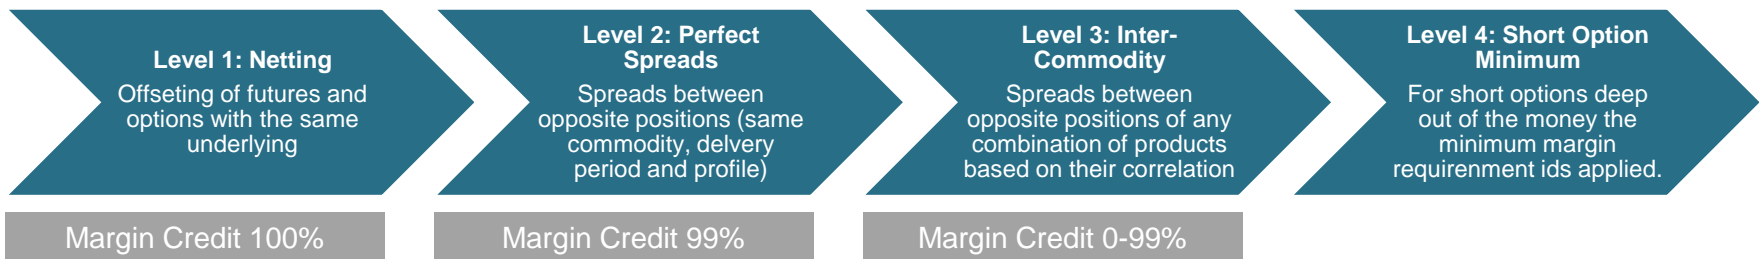 Level 1: Netting
Offseting of futures and
options with the same
underlying
Level 2: Perfect
Spreads
Spreads between
opposite positions (same
commodity, delvery
period and profile)
Level 3: Inter-
Commodity
Spreads between
opposite positions of any
combination of products
based on their correlation
Level 4: Short Option
Minimum
For short options deep
out of the money the
minimum margin
requirenment ids applied.
Margin Credit 100%
Margin Credit 99%
Margin Credit 0-99%